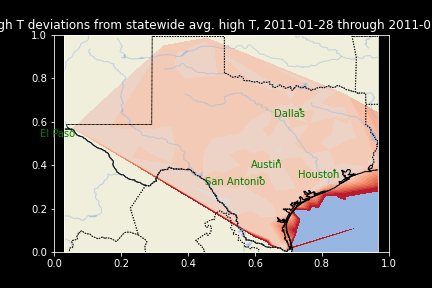 gh T deviations from statewide avg. high T, 2011-01-28 through 2011-0
1.0
0.8
Dallas
0.6
El Paso
0.4
Austin
San Antonio
Houston
0.2
0.0
0.0 0.2 0.4 0.6 0.8 1.0